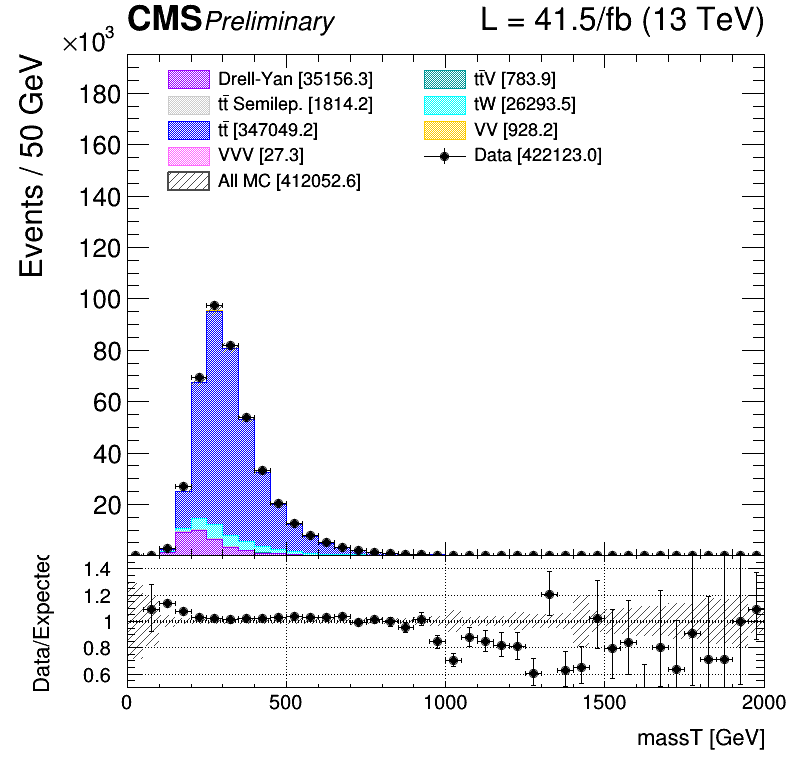 CMS Preliminary L = 41.5/fb (13 TeV)
×10³
Events / 50 GeV
Drell-Yan [35156.3]
tt̄ Semilep. [1814.2]
tt̄ [347049.2]
VVV [27.3]
All MC [412052.6]
tt̄V [783.9]
tW [26293.5]
VV [928.2]
Data [422123.0]
180
160
140
120
100
80
60
40
20
Data/Expected
1.4
1.2
1
0.8
0.6
0 500 1000 1500 2000
massT [GeV]